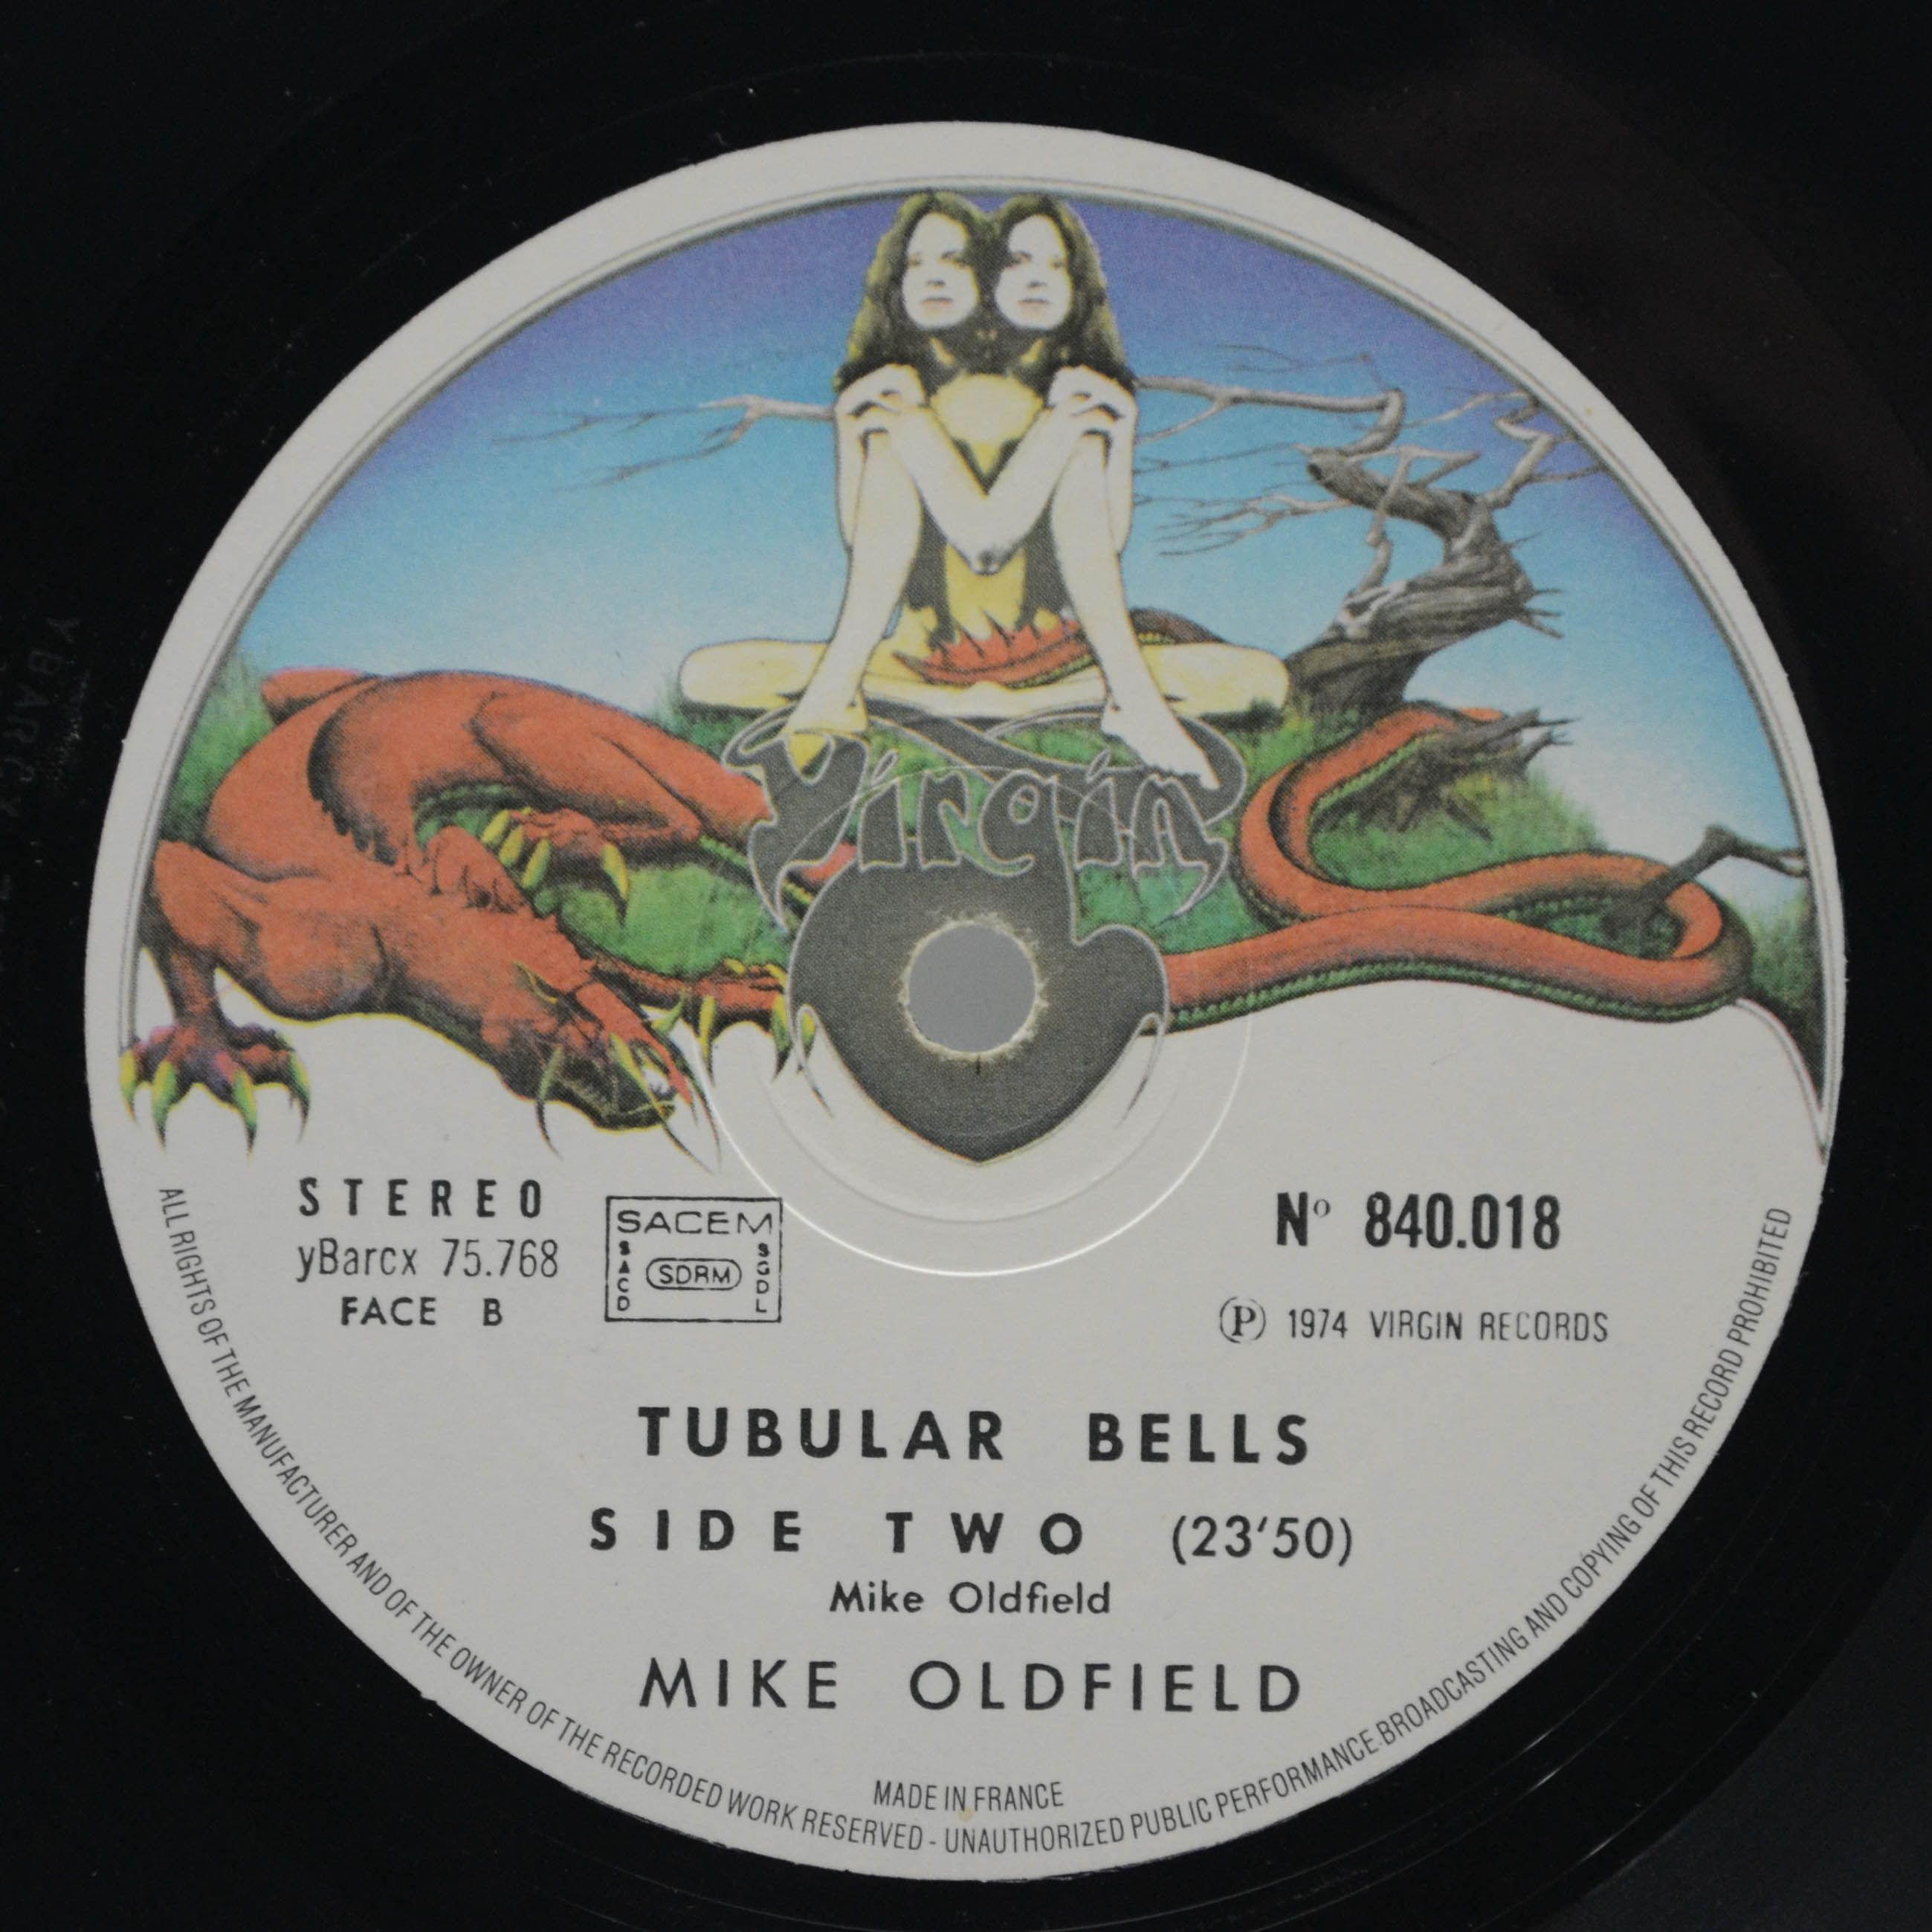 Virgin
STEREO
yBarcx 75.768
FACE B
SACEM
SACD
SDRM
SGDL
Nº 840.018
Ⓟ 1974 VIRGIN RECORDS
TUBULAR BELLS
SIDE TWO (23'50)
Mike Oldfield
MIKE OLDFIELD
MADE IN FRANCE
ALL RIGHTS OF THE MANUFACTURER AND OF THE OWNER OF THE RECORDED WORK RESERVED - UNAUTHORIZED PUBLIC PERFORMANCE-BROADCASTING AND COPYING OF THIS RECORD PROHIBITED